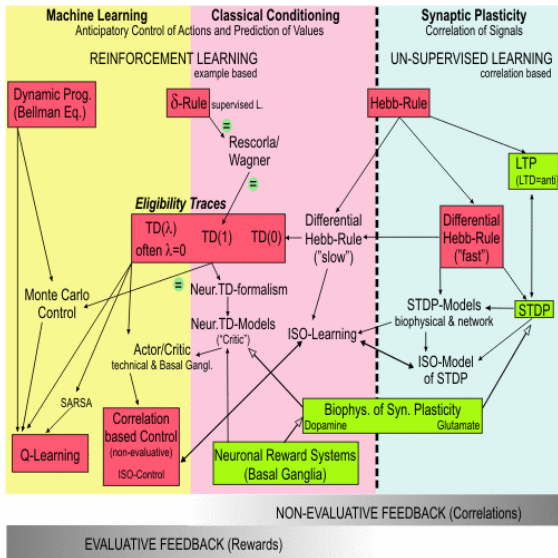 Machine Learning
Classical Conditioning
Synaptic Plasticity
Anticipatory Control of Actions and Prediction of Values
Correlation of Signals
REINFORCEMENT LEARNING
example based
UN-SUPERVISED LEARNING
correlation based
Dynamic Prog.
(Bellman Eq.)
δ-Rule
supervised L.
Hebb-Rule
=
Rescorla/
Wagner
LTP
(LTD=anti)
=
Eligibility Traces
TD(λ)
often λ=0
TD(1)
TD(0)
Differential
Hebb-Rule
("slow")
Differential
Hebb-Rule
("fast")
=
Neur.TD-formalism
Monte Carlo
Control
STDP-Models
biophysical & network
STDP
Neur.TD-Models
("Critic")
ISO-Learning
Actor/Critic
technical & Basal Gangl.
ISO-Model
of STDP
SARSA
Correlation
based Control
(non-evaluative)
ISO-Control
Biophys. of Syn. Plasticity
Dopamine
Glutamate
Q-Learning
Neuronal Reward Systems
(Basal Ganglia)
NON-EVALUATIVE FEEDBACK (Correlations)
EVALUATIVE FEEDBACK (Rewards)